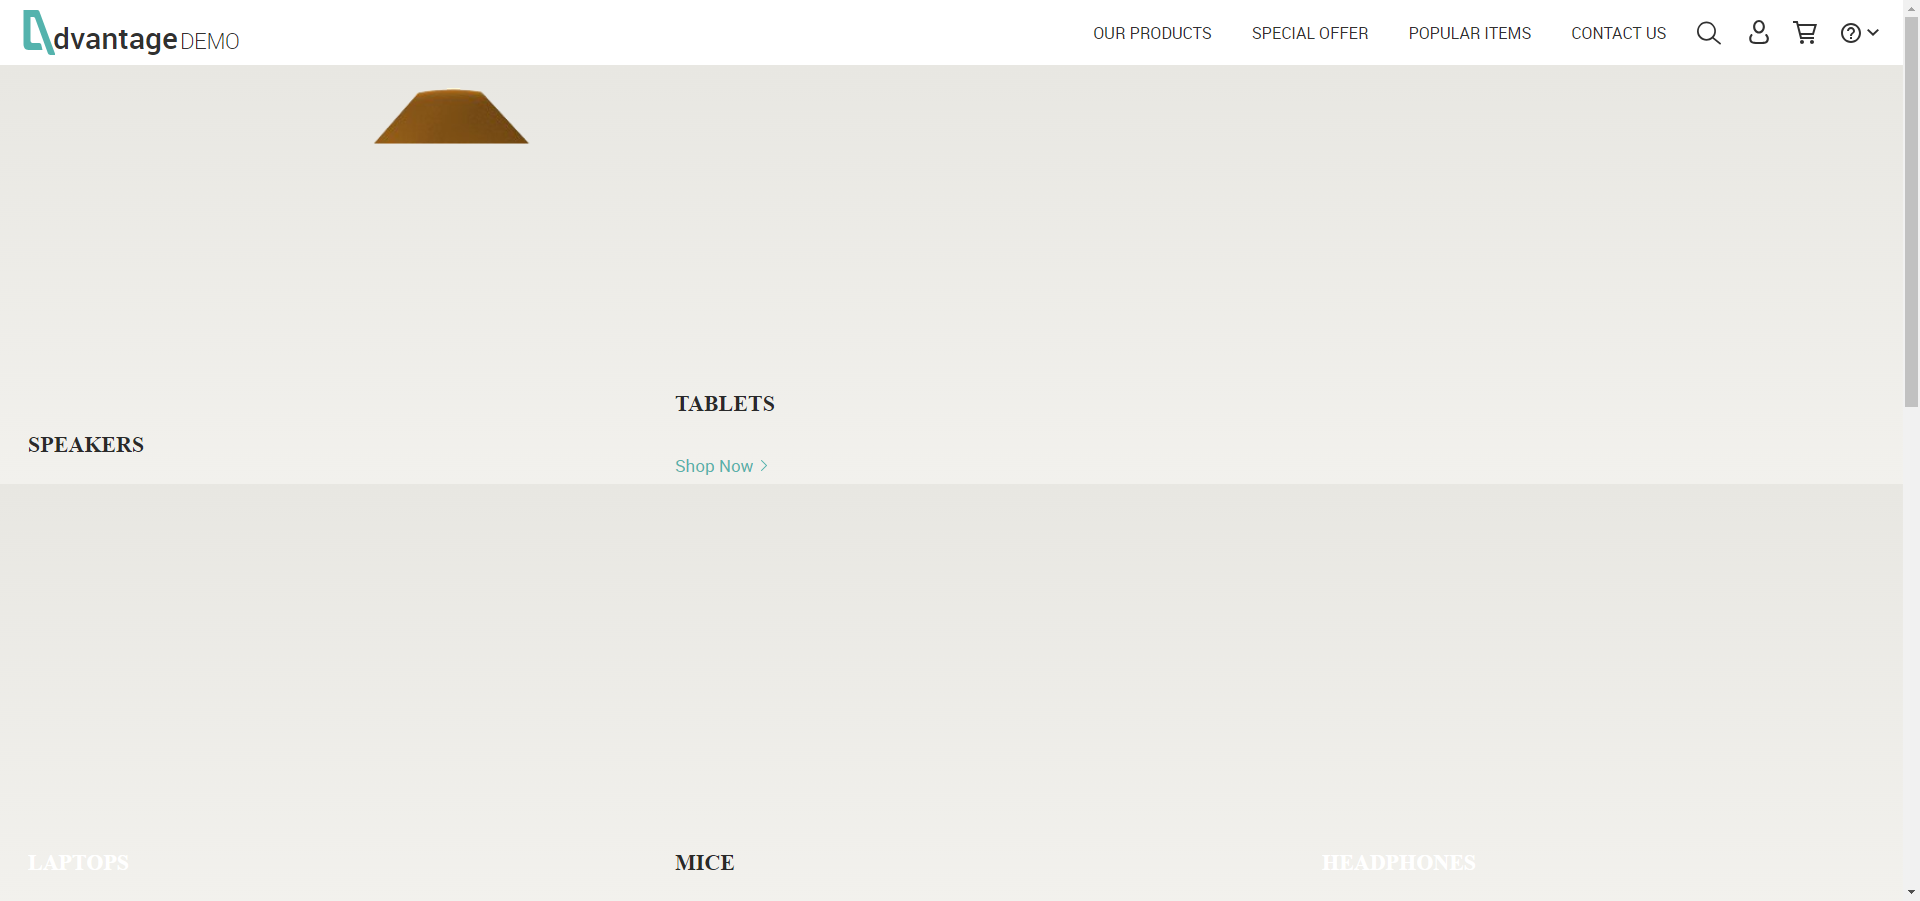 dvantage DEMO
OUR PRODUCTS SPECIAL OFFER POPULAR ITEMS CONTACT US
TABLETS
SPEAKERS
Shop Now
LAPTOPS MICE HEADPHONES